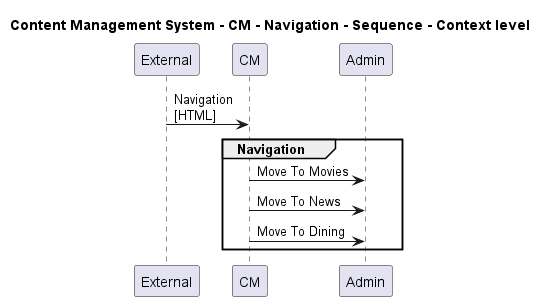 Content Management System - CM - Navigation - Sequence - Context level
External
CM
Admin
Navigation
[HTML]
Navigation
Move To Movies
Move To News
Move To Dining
External
CM
Admin